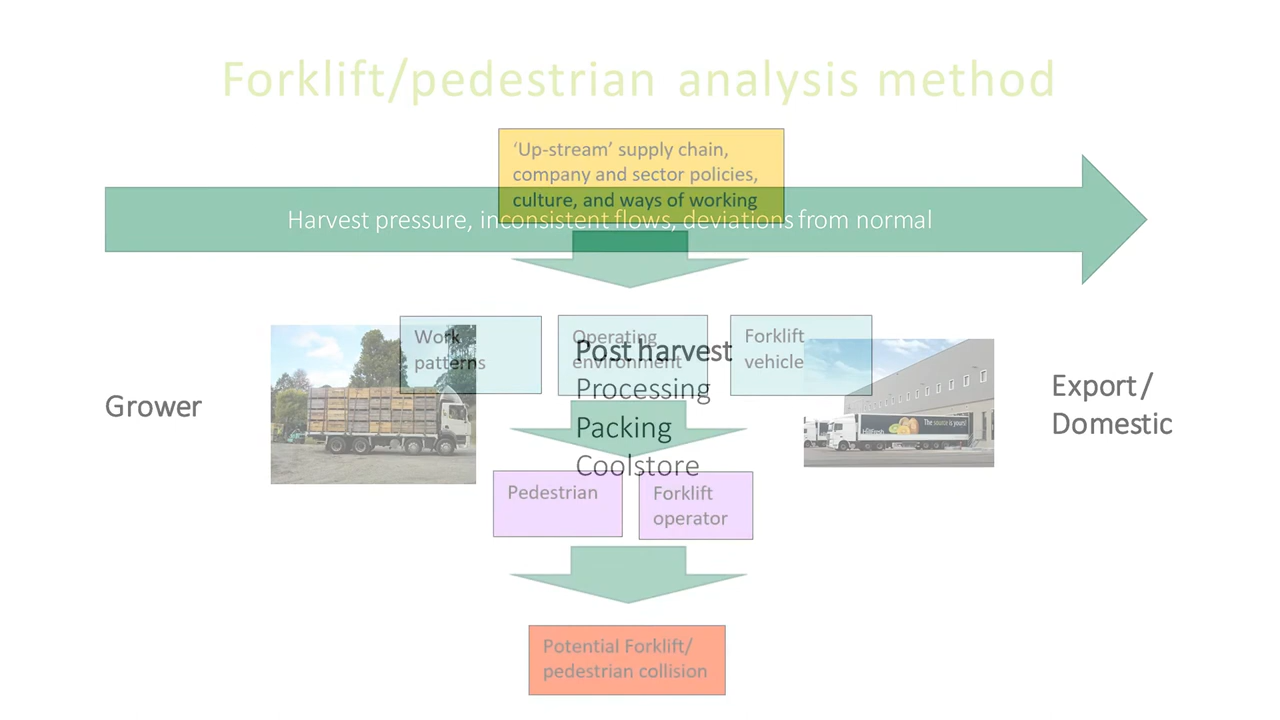 Forklift/pedestrian analysis method
‘Up-stream’ supply chain,
company and sector policies,
culture, and ways of working
Harvest pressure, inconsistent flows, deviations from normal
Work
patterns
Operating
environment
Forklift
vehicle
Post harvest
Processing
Packing
Coolstore
Grower
The source is yours!
Export /
Domestic
Pedestrian
Forklift
operator
Potential Forklift/
pedestrian collision